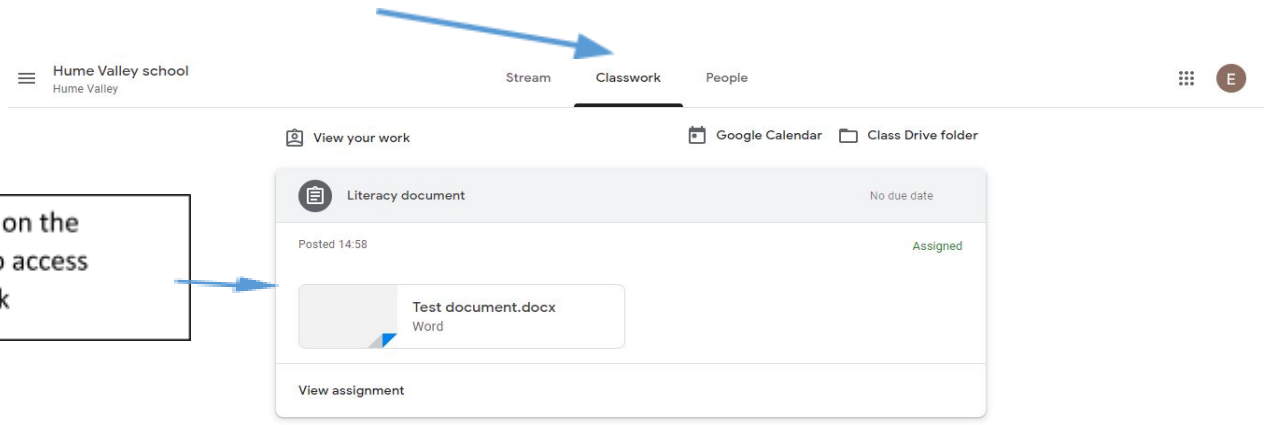 Hume Valley school
Hume Valley
Stream Classwork People
E
View your work
Google Calendar Class Drive folder
Literacy document
No due date
on the
access
Posted 14:58
Assigned
Test document.docx
Word
View assignment